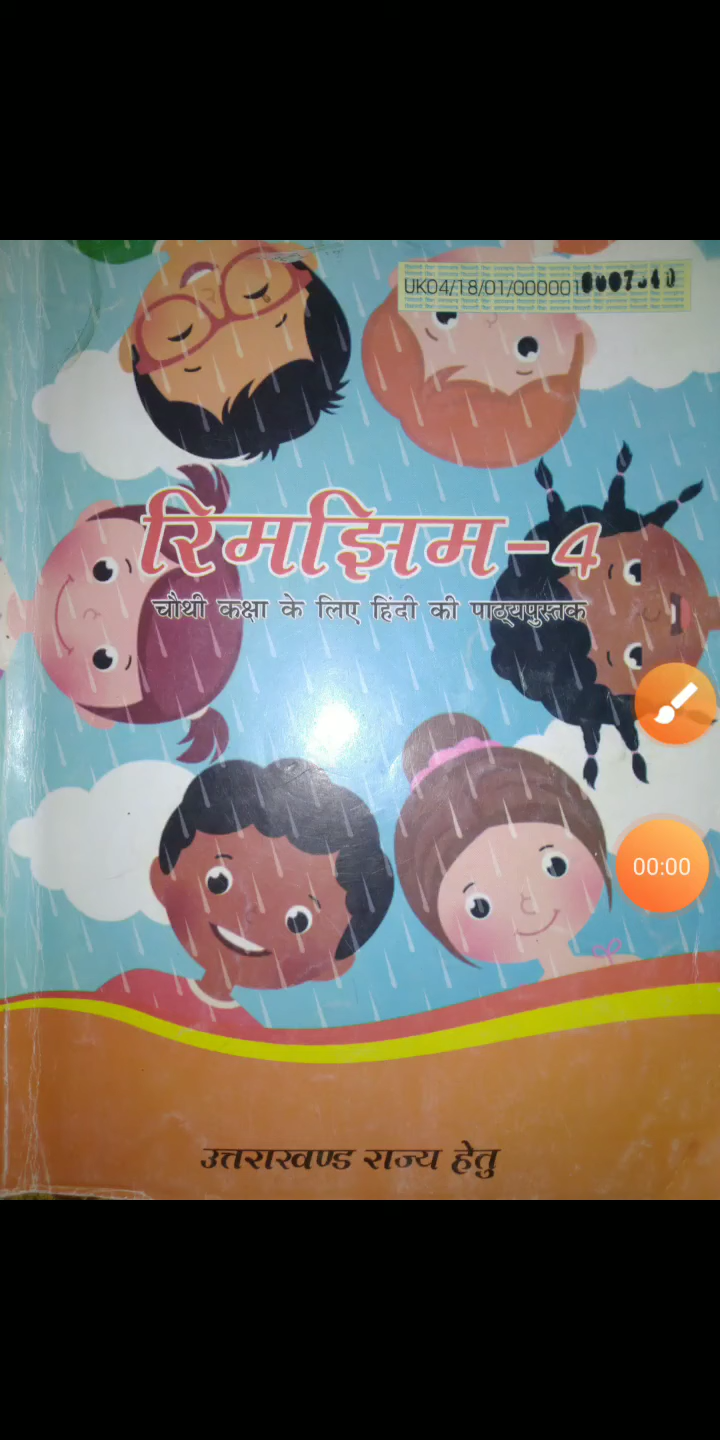 UK04/18/01/000001
रिमझिम-4
चौथी कक्षा के लिए हिंदी की पाठ्यपुस्तक
00:00
उत्तराखण्ड राज्य हेतु